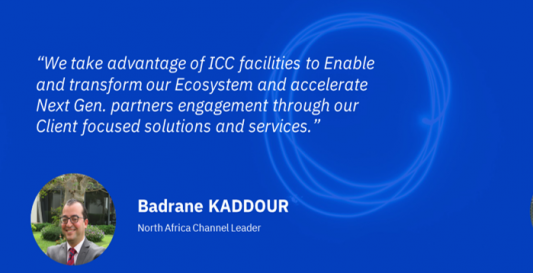 “We take advantage of ICC facilities to Enable
and transform our Ecosystem and accelerate
Next Gen. partners engagement through our
Client focused solutions and services.”
Badrane KADDOUR
North Africa Channel Leader